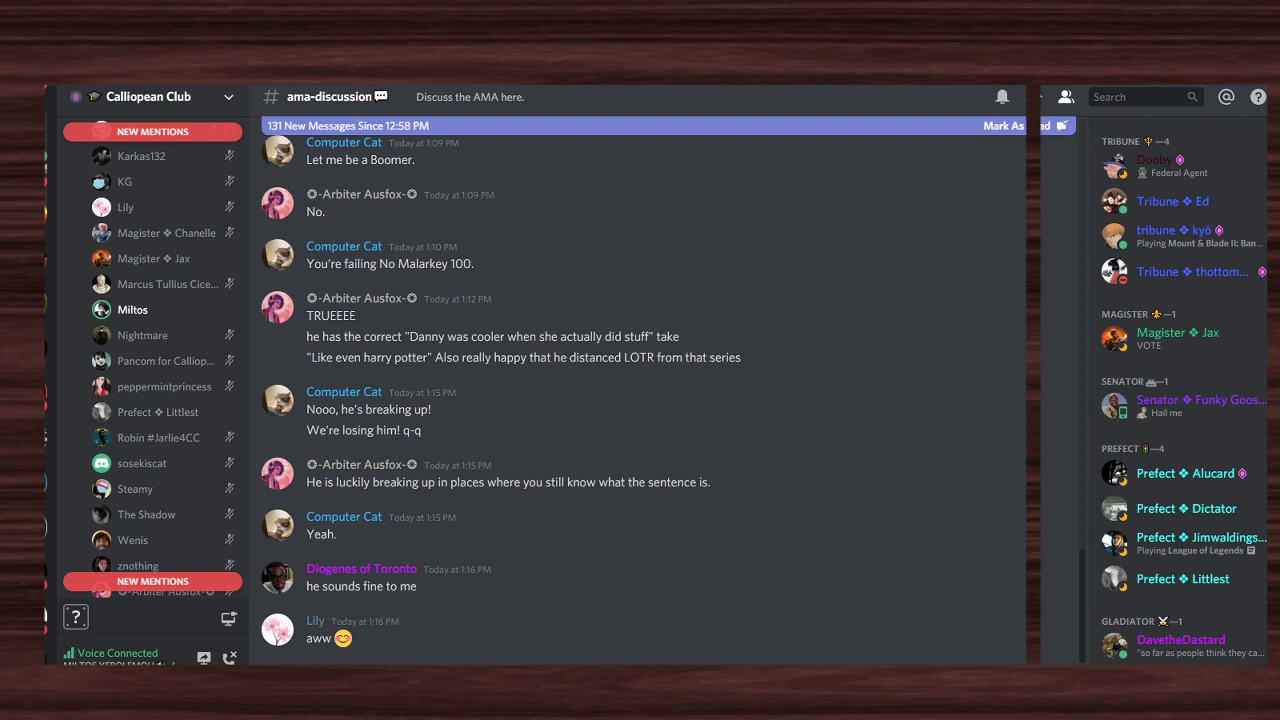 Calliopean Club
NEW MENTIONS
Karkas132
KG
Lily
Magister ❖ Chanelle
Magister ❖ Jax
Marcus Tullius Cice...
Miltos
Nightmare
Pancom for Calliop...
peppermintprincess
Prefect ❖ Littlest
Robin #Jarlie4CC
sosekiscat
Steamy
The Shadow
Wenis
znothing
NEW MENTIONS
✪-Arbiter Ausfox-✪
?
Voice Connected
# ama-discussion💬
Discuss the AMA here.
131 New Messages Since 12:58 PM
Mark As
ad
Computer Cat Today at 1:09 PM
Let me be a Boomer.
✪-Arbiter Ausfox-✪ Today at 1:09 PM
No.
Computer Cat Today at 1:10 PM
You're failing No Malarkey 100.
✪-Arbiter Ausfox-✪ Today at 1:12 PM
TRUEEEE
he has the correct "Danny was cooler when she actually did stuff" take
"Like even harry potter" Also really happy that he distanced LOTR from that series
Computer Cat Today at 1:15 PM
Nooo, he's breaking up!
We're losing him! q-q
✪-Arbiter Ausfox-✪ Today at 1:15 PM
He is luckily breaking up in places where you still know what the sentence is.
Computer Cat Today at 1:15 PM
Yeah.
Diogenes of Toronto Today at 1:16 PM
he sounds fine to me
Lily Today at 1:16 PM
aww 😊
Search
@
?
TRIBUNE 🔱—4
Dooby
Federal Agent
Tribune ❖ Ed
tribune ❖ kyō
Playing Mount & Blade II: Ban...
Tribune ❖ thottom...
MAGISTER ⚜—1
Magister ❖ Jax
VOTE
SENATOR —1
Senator ❖ Funky Goos...
Hail me
PREFECT —4
Prefect ❖ Alucard
Prefect ❖ Dictator
Prefect ❖ Jimwaldings...
Playing League of Legends
Prefect ❖ Littlest
GLADIATOR ⚔—1
DavetheDastard
"so far as people think they ca...